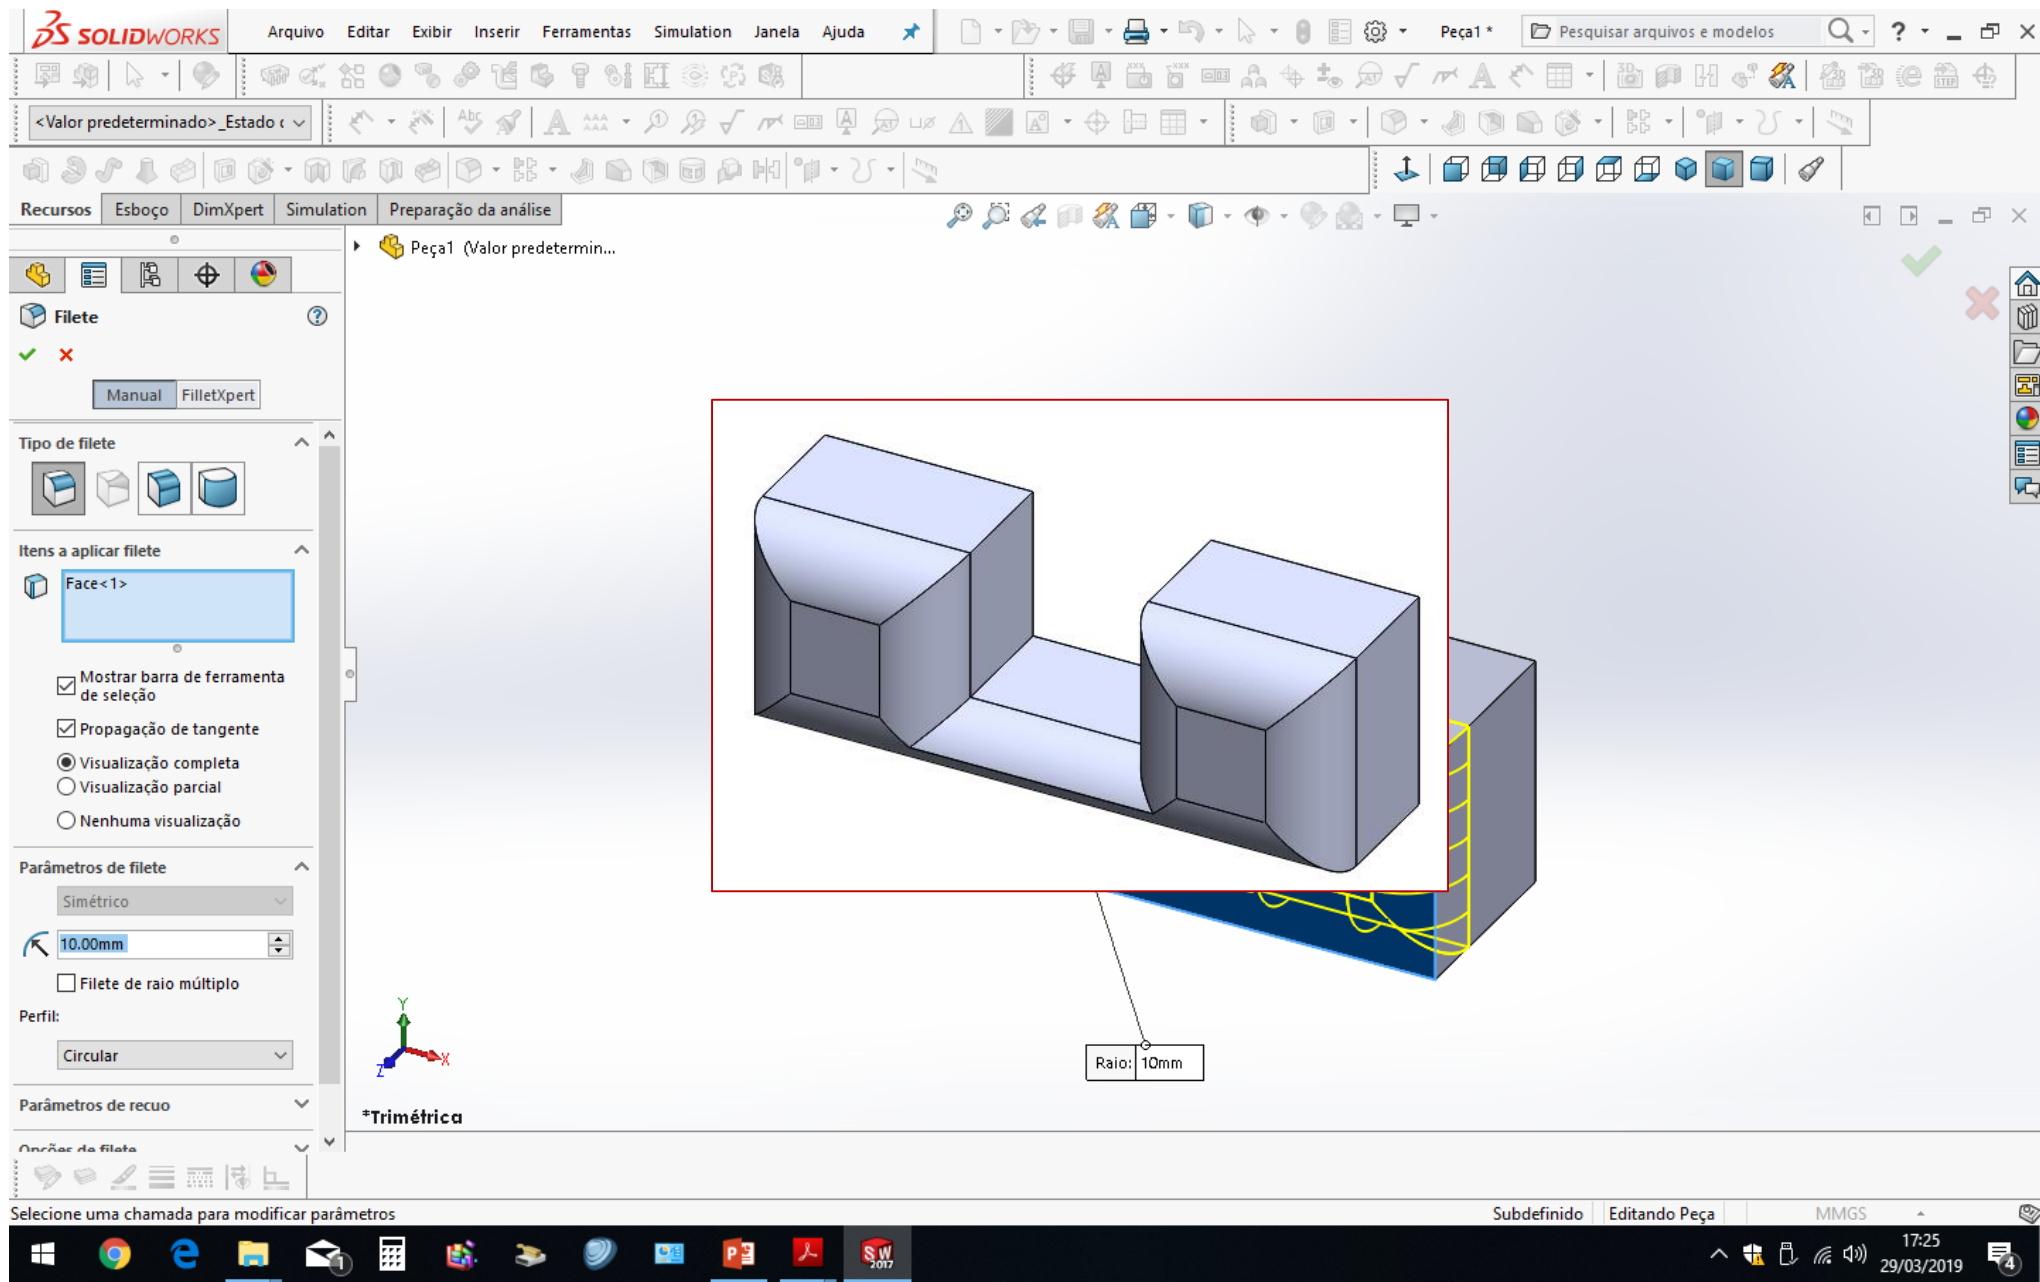 SOLIDWORKS Arquivo Editar Exibir Inserir Ferramentas Simulation Janela Ajuda Peça1 * Pesquisar arquivos e modelos ?
<Valor predeterminado>_Estado
Recursos Esboço DimXpert Simulation Preparação da análise
Peça1 (Valor predetermin...
Filete
Manual FilletXpert
Tipo de filete
Itens a aplicar filete
Face<1>
Mostrar barra de ferramenta
de seleção
Propagação de tangente
Visualização completa
Visualização parcial
Nenhuma visualização
Parâmetros de filete
Simétrico
10.00mm
Filete de raio múltiplo
Perfil:
Circular
Parâmetros de recuo
Opções de filete
Y
X
Z
*Trimétrica
Raio: 10mm
Selecione uma chamada para modificar parâmetros
Subdefinido Editando Peça MMGS
17:25
29/03/2019